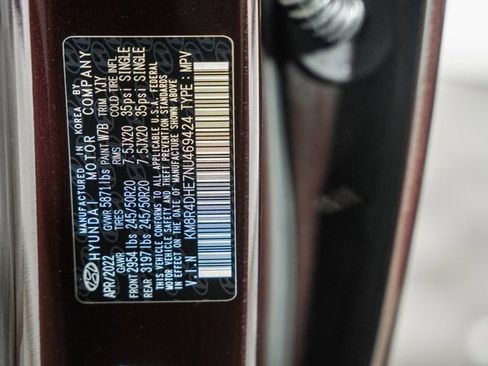 MANUFACTURED IN KOREA BY
HYUNDAI MOTOR COMPANY
APR/2022 GVWR 5871 lbs PAINT W7B TRIM YJY
GAWR TIRES RIMS COLD TIRE INFL
FRONT 2954 lbs 245/50R20 7.5JX20 35psi SINGLE
REAR 3197 lbs 245/50R20 7.5JX20 35psi SINGLE
THIS VEHICLE CONFORMS TO ALL APPLICABLE U.S.A. FEDERAL
MOTOR VEHICLE SAFETY AND THEFT PREVENTION STANDARDS
IN EFFECT ON THE DATE OF MANUFACTURE SHOWN ABOVE
V.I.N KM8R4DHE7NU469424 TYPE : MPV